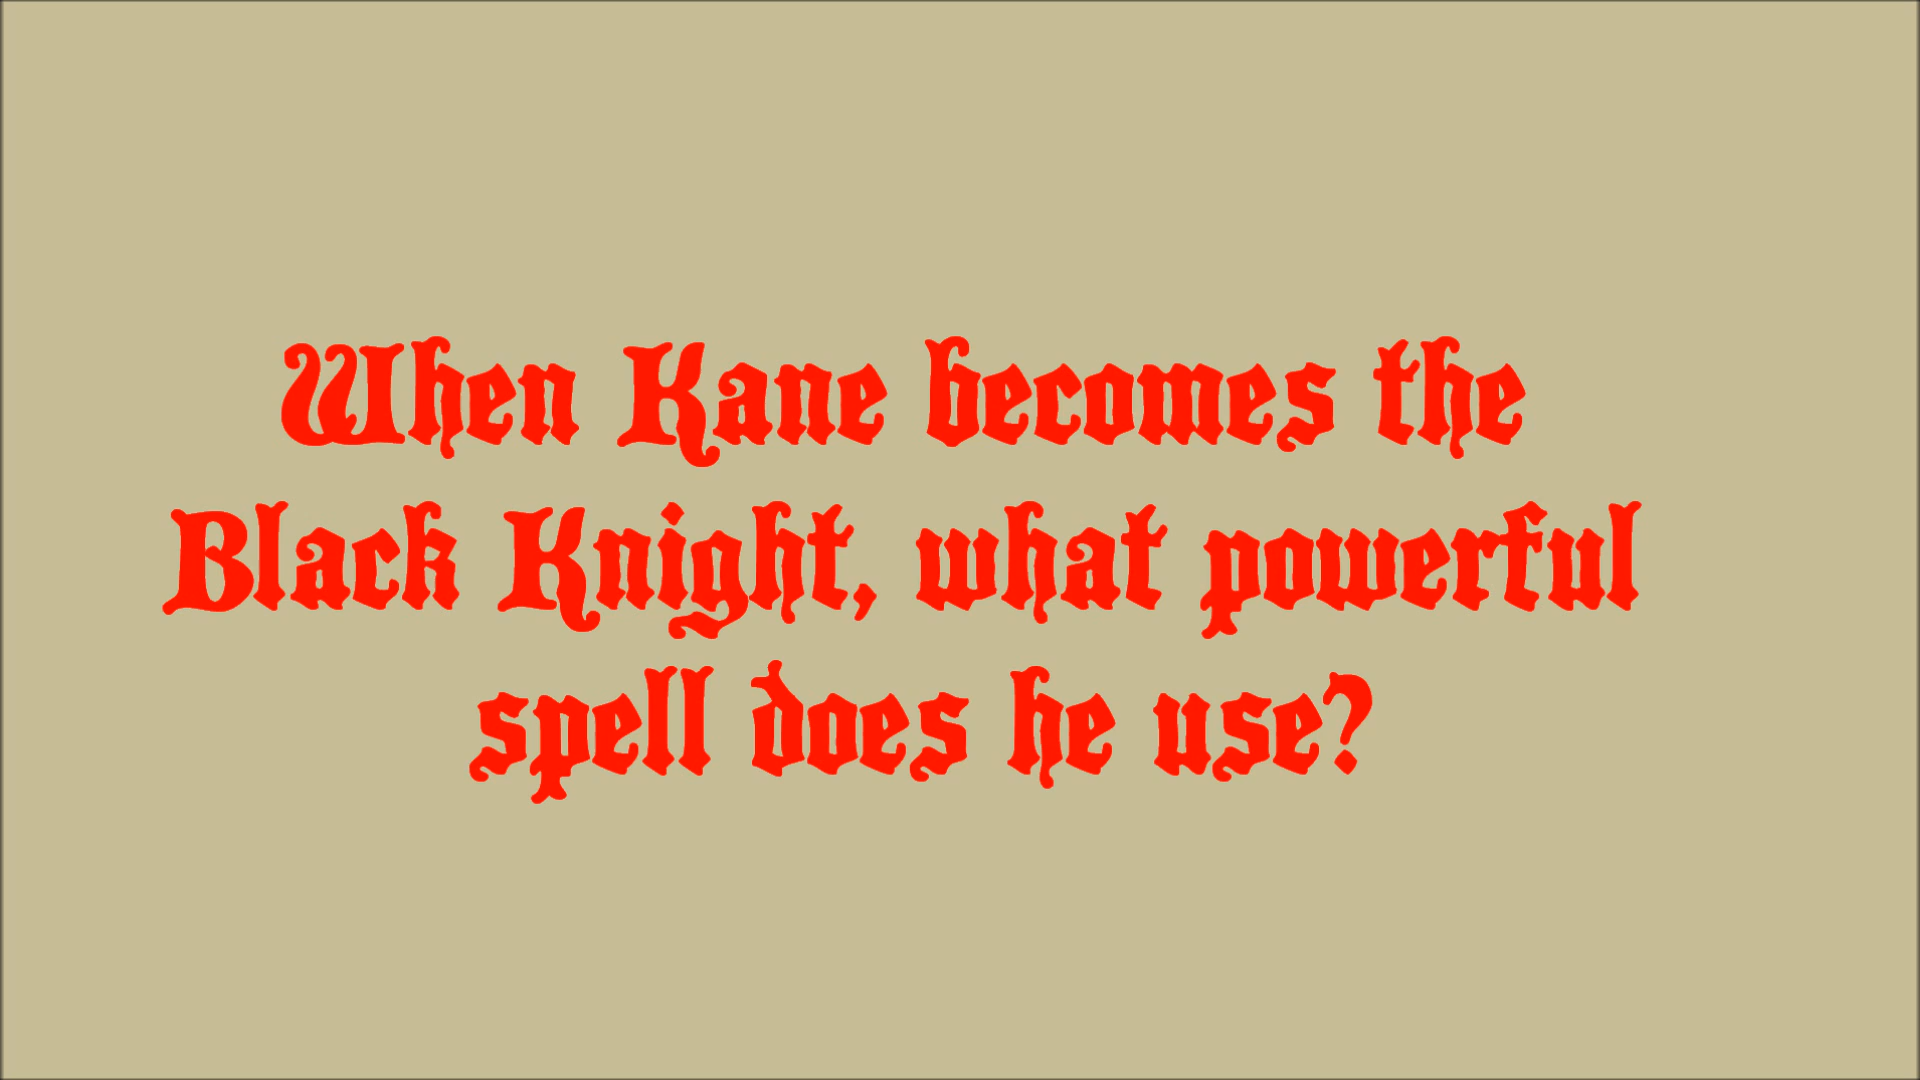 When Kane becomes the
Black Knight, what powerful
spell does he use?